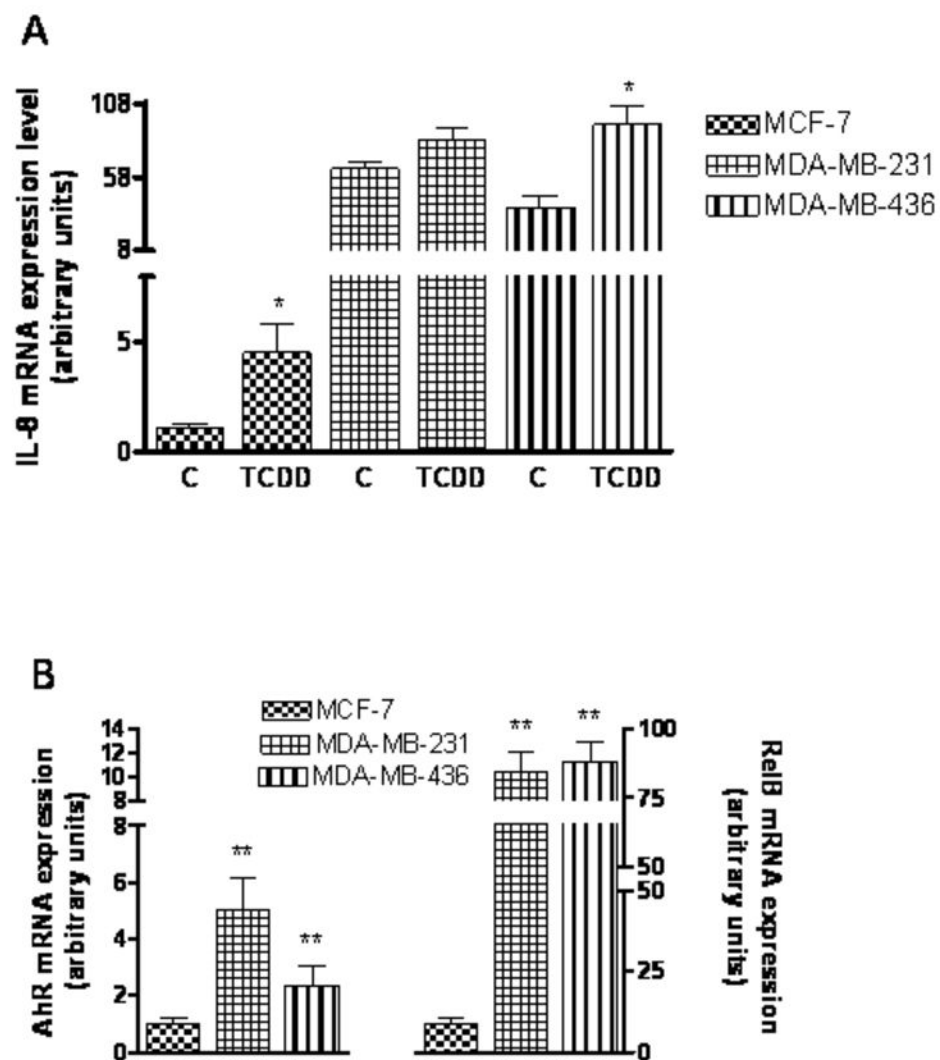 A
IL-8 mRNA expression level
(arbitrary units)
108
58
8
5
0
*
*
MCF-7
MDA-MB-231
MDA-MB-436
C TCDD C TCDD C TCDD
B
MCF-7
MDA-MB-231
MDA-MB-436
AhR mRNA expression
(arbitrary units)
14
12
10
8
8
6
4
2
0
**
**
**
**
100
75
50
50
25
0
RelB mRNA expression
(arbitrary units)